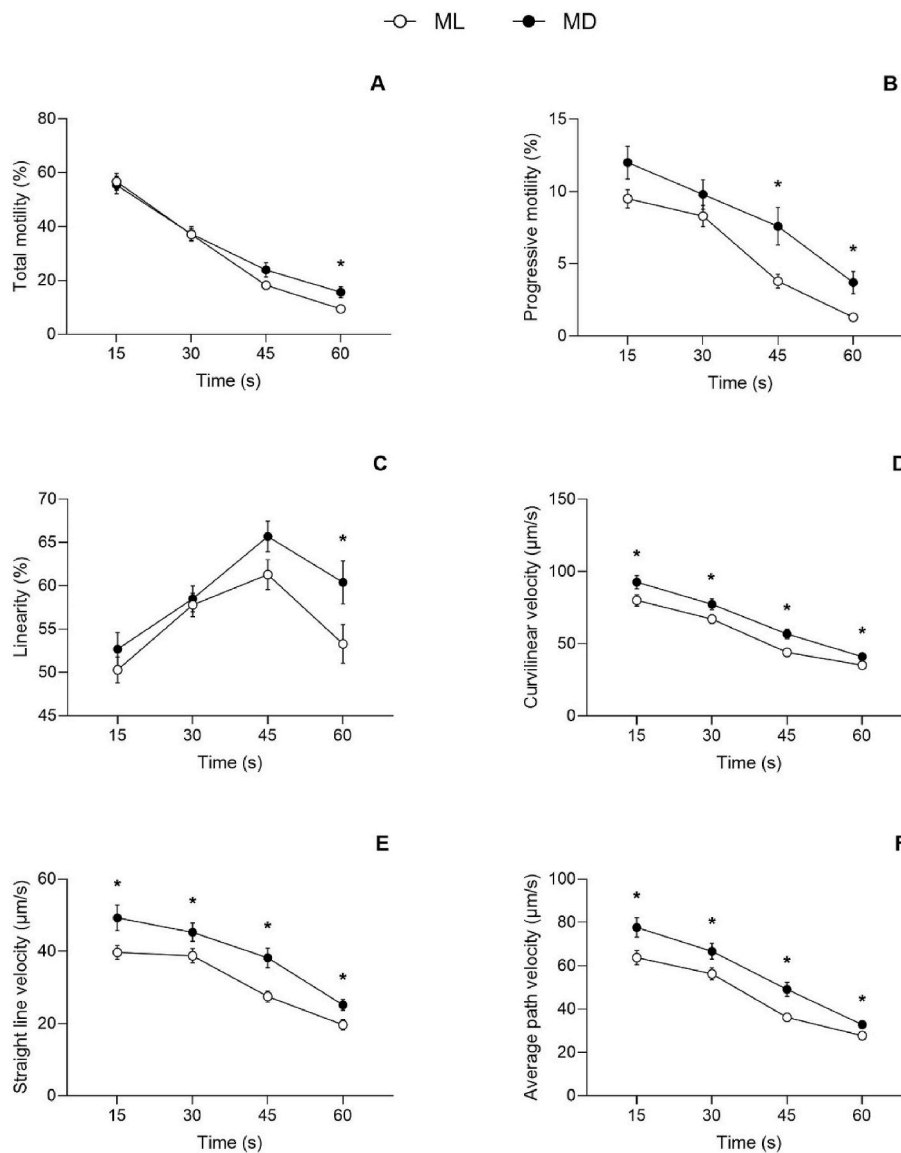 ML MD
A
Total motility (%)
80
60
40
20
0
15 30 45 60
*
Time (s)
B
Progressive motility (%)
15
10
5
0
15 30 45 60
* *
Time (s)
C
Linearity (%)
70
65
60
55
50
45
15 30 45 60
*
Time (s)
D
Curvilinear velocity (µm/s)
150
100
50
0
15 30 45 60
* * * *
Time (s)
E
Straight line velocity (µm/s)
60
40
20
0
15 30 45 60
* * * *
Time (s)
F
Average path velocity (µm/s)
100
80
60
40
20
0
15 30 45 60
* * * *
Time (s)